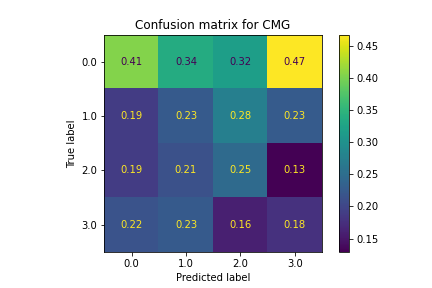 Confusion matrix for CMG
True label
0.0 0.41 0.34 0.32 0.47
1.0 0.19 0.23 0.28 0.23
2.0 0.19 0.21 0.25 0.13
3.0 0.22 0.23 0.16 0.18
0.0 1.0 2.0 3.0
Predicted label
0.45
0.40
0.35
0.30
0.25
0.20
0.15